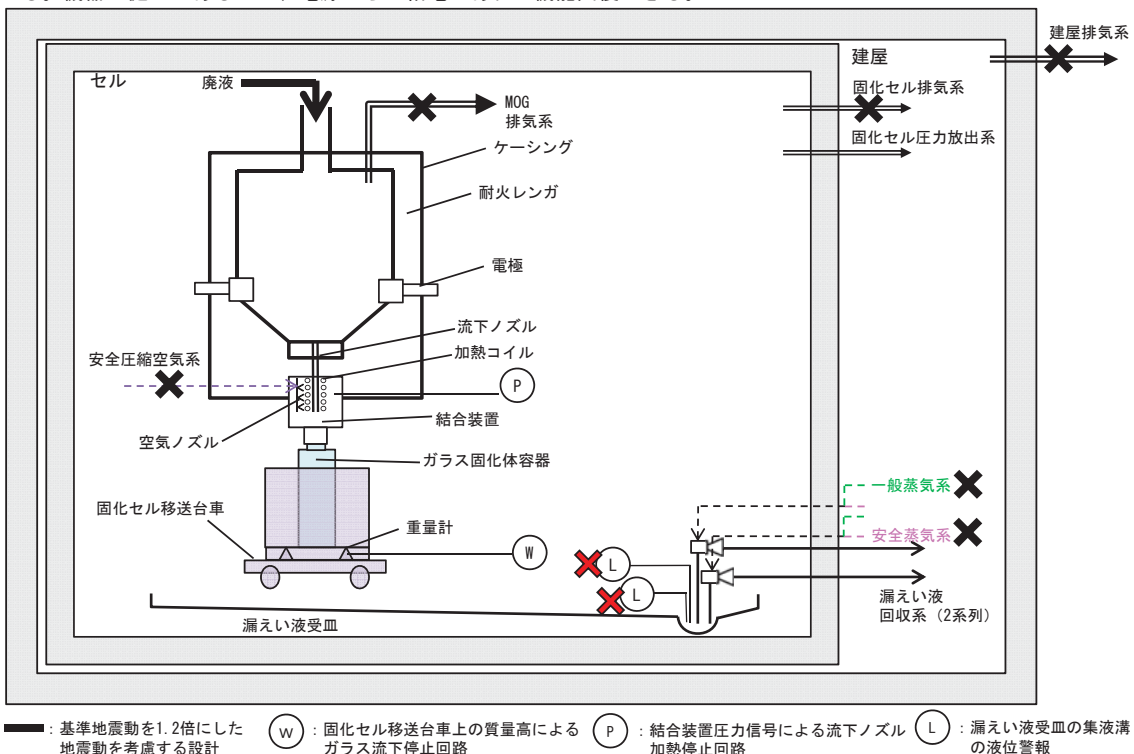 建屋排気系
建屋
セル
廃液
MOG
排気系
固化セル排気系
固化セル圧力放出系
ケーシング
耐火レンガ
電極
流下ノズル
加熱コイル
安全圧縮空気系
P
結合装置
空気ノズル
ガラス固化体容器
固化セル移送台車
重量計
W
一般蒸気系
安全蒸気系
L
L
漏えい液
回収系（2系列）
漏えい液受皿
：基準地震動を1.2倍にした
地震動を考慮する設計
W ：固化セル移送台車上の質量高による
ガラス流下停止回路
P ：結合装置圧力信号による流下ノズル
加熱停止回路
L ：漏えい液受皿の集液溝
の液位警報